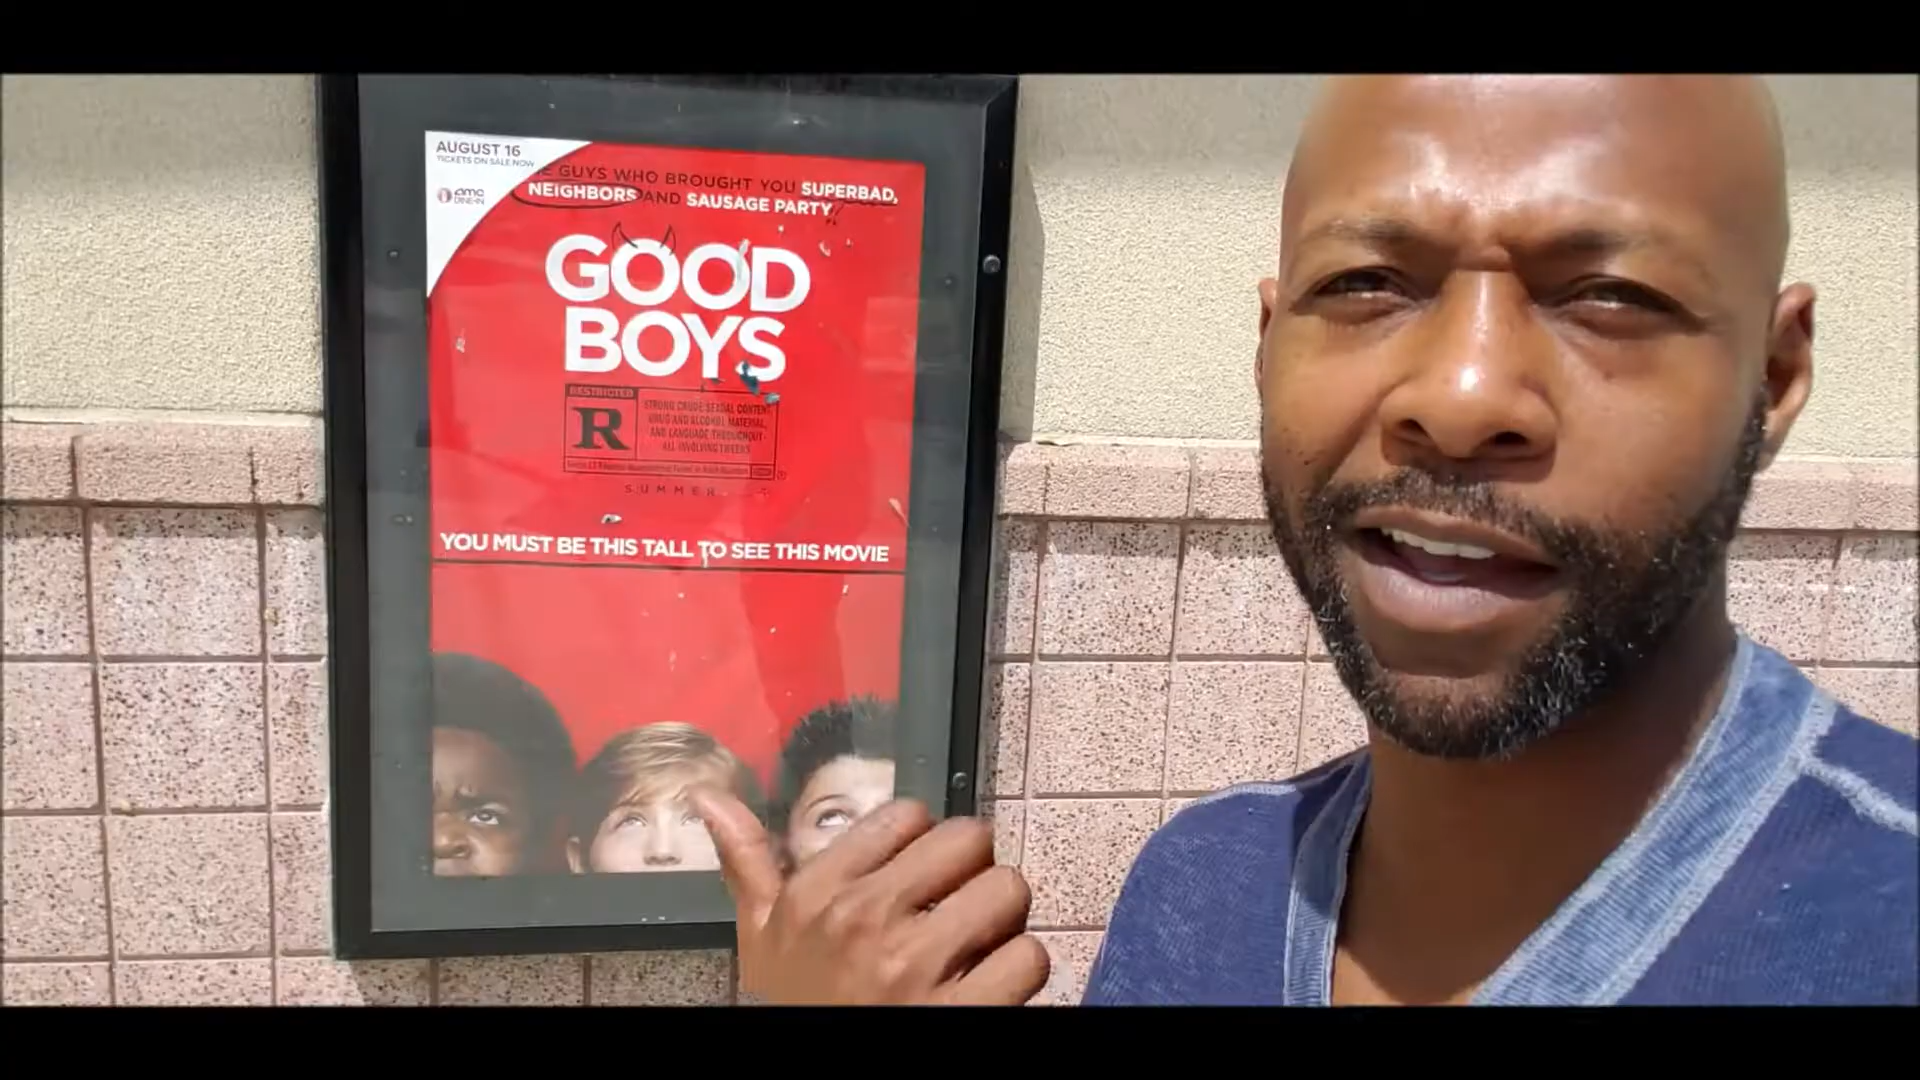 AUGUST 16
TICKETS ON SALE NOW
amc
DINE-IN
GUYS WHO BROUGHT YOU SUPERBAD,
NEIGHBORS AND SAUSAGE PARTY
GOOD
BOYS
RESTRICTED
R
STRONG CRUDE SEXUAL CONTENT,
DRUG AND ALCOHOL MATERIAL,
AND LANGUAGE THROUGHOUT -
ALL INVOLVING TWEENS
SUMMER
YOU MUST BE THIS TALL TO SEE THIS MOVIE